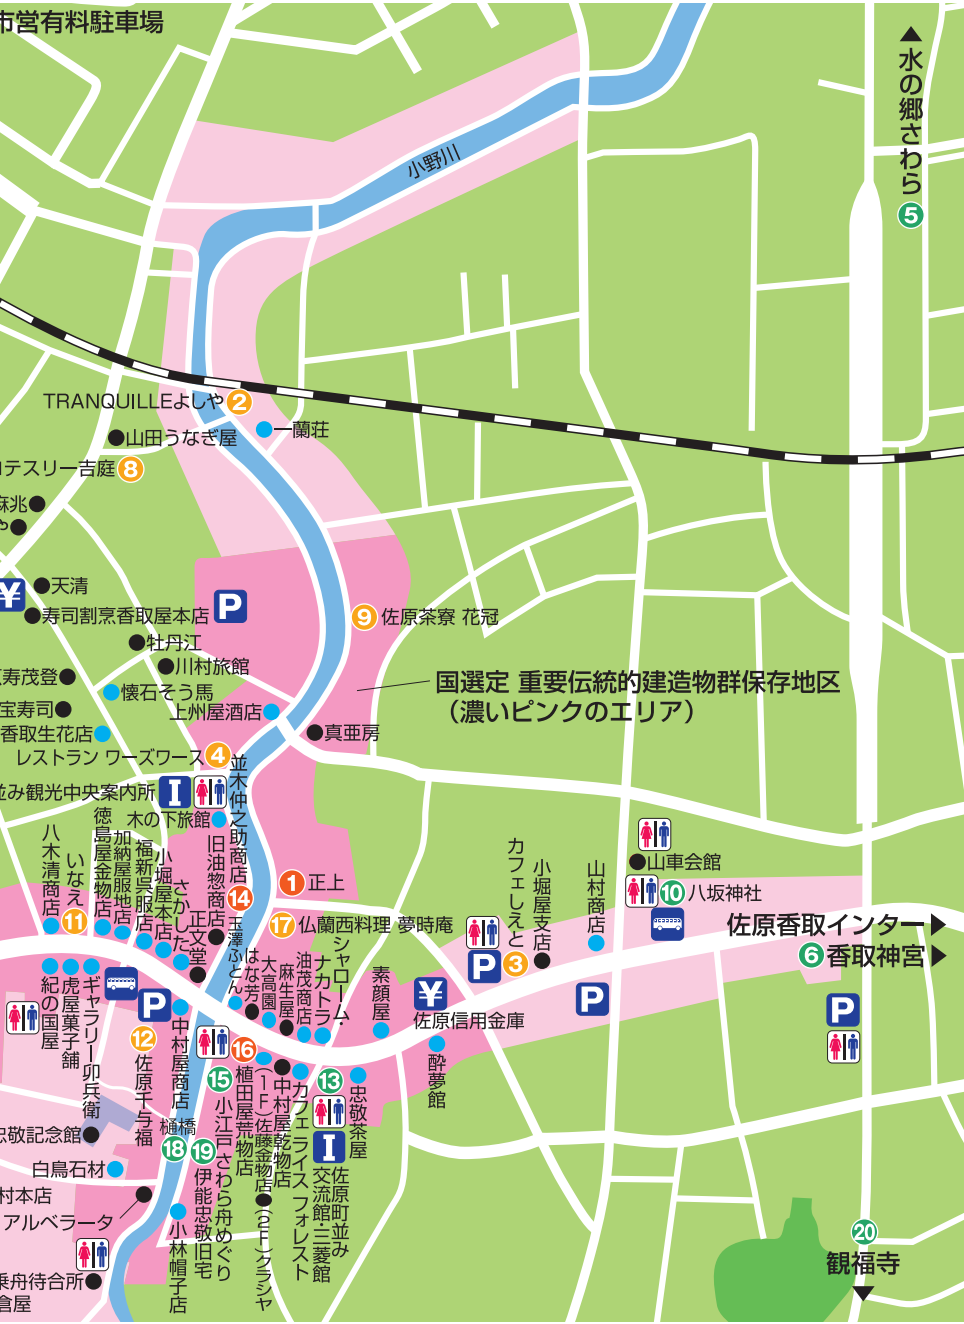 市営有料駐車場
水の郷さわら
5
小野川
TRANQUILLEよしや
2
一蘭荘
山田うなぎ屋
ロテスリー吉庭
8
麻兆
や
天清
¥
寿司割烹香取屋本店
P
牡丹江
川村旅館
寿茂登
懐石そう馬
宝寿司
上州屋酒店
香取生花店
真亜房
レストラン ワーズワース
4
9
佐原茶寮 花冠
国選定 重要伝統的建造物群保存地区
（濃いピンクのエリア）
並み観光中央案内所
I
木の下旅館
並木仲之助商店
14
旧油惣商店
八木清商店
いなえ
11
徳島屋金物店
加納屋服地店
福新呉服店
小堀屋本店
さかした
正文堂
1
正上
17
仏蘭西料理 夢時庵
玉澤ふとん
はな芳
大高園
麻生屋
油茂商店
ナカトラ
シャローム・
素顔屋
¥
佐原信用金庫
酔夢館
カフェしえと
3
小堀屋支店
P
山村商店
P
山車会館
10
八坂神社
佐原香取インター
6
香取神宮
P
紀の国屋
虎屋菓子舗
ギャラリー卯兵衛
P
12
佐原千与福
中村屋商店
樋橋
18
19
15
小江戸さわら舟めぐり
伊能忠敬旧宅
16
植田屋荒物店
（1F）佐藤金物店
（2F）クラシヤ
中村屋乾物店
カフェ ライス フォレスト
13
I
佐原町並み
交流館・三菱館
忠敬茶屋
忠敬記念館
白鳥石材
村本店
アルベラータ
小林帽子店
乗舟待合所
倉屋
20
観福寺